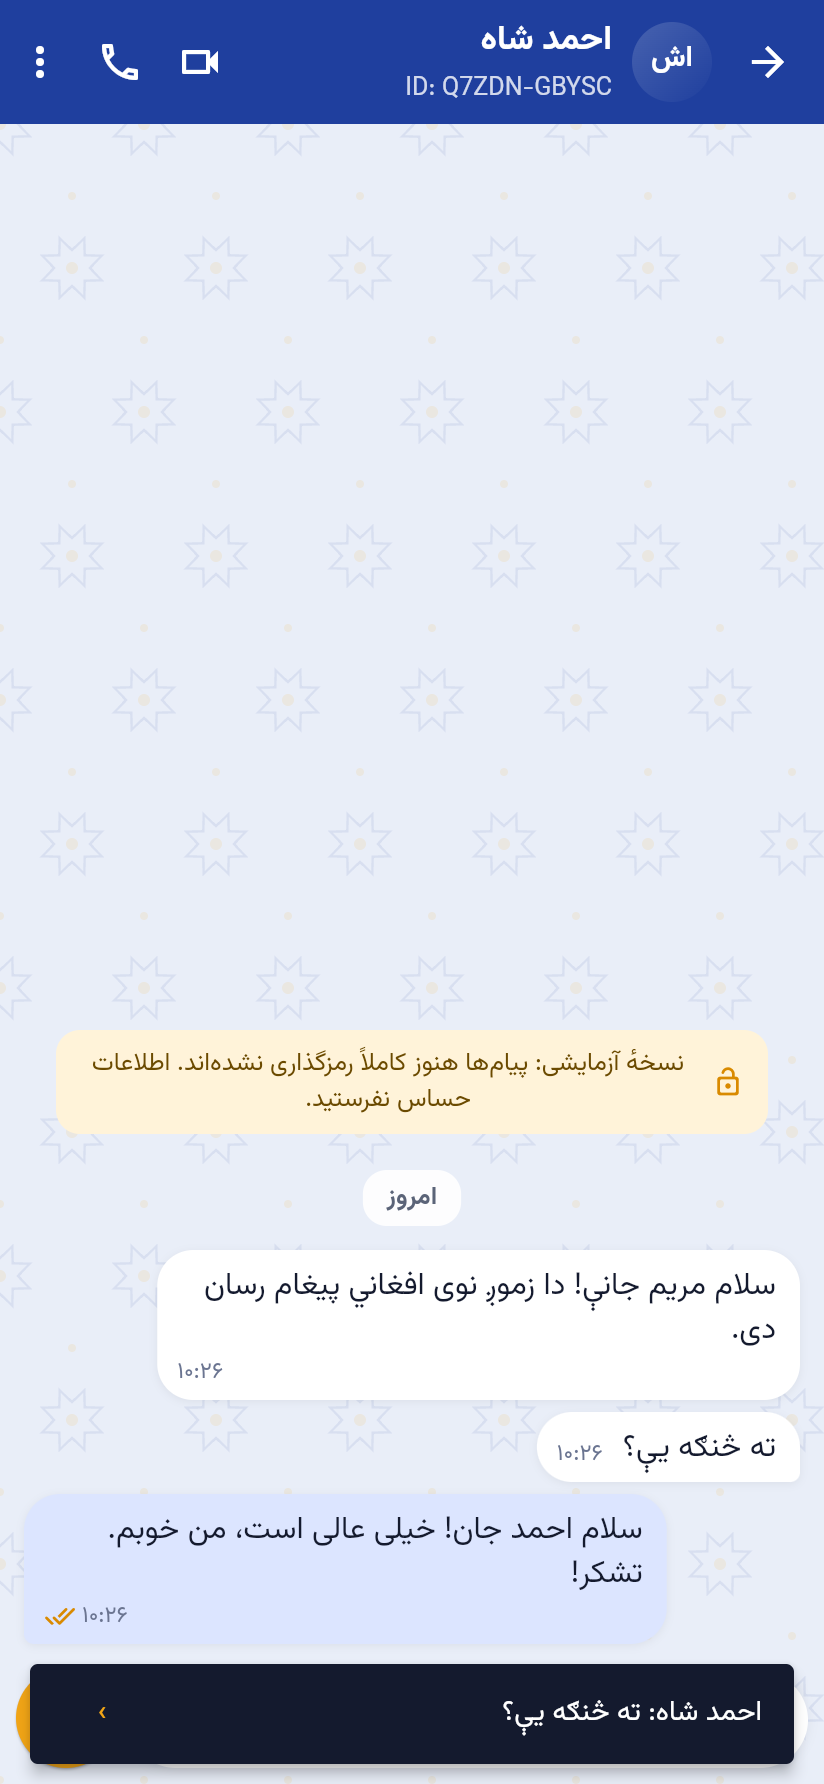 احمد شاه
ID: Q7ZDN-GBYSC
اش
نسخهٔ آزمایشی: پیام‌ها هنوز کاملاً رمزگذاری نشده‌اند. اطلاعات
حساس نفرستید.
امروز
سلام مریم جانې! دا زموږ نوی افغاني پیغام رسان
دی.
۱۰:۲۶
ته څنګه یې؟
۱۰:۲۶
سلام احمد جان! خیلی عالی است، من خوبم.
تشکر!
۱۰:۲۶
احمد شاه: ته څنګه یې؟